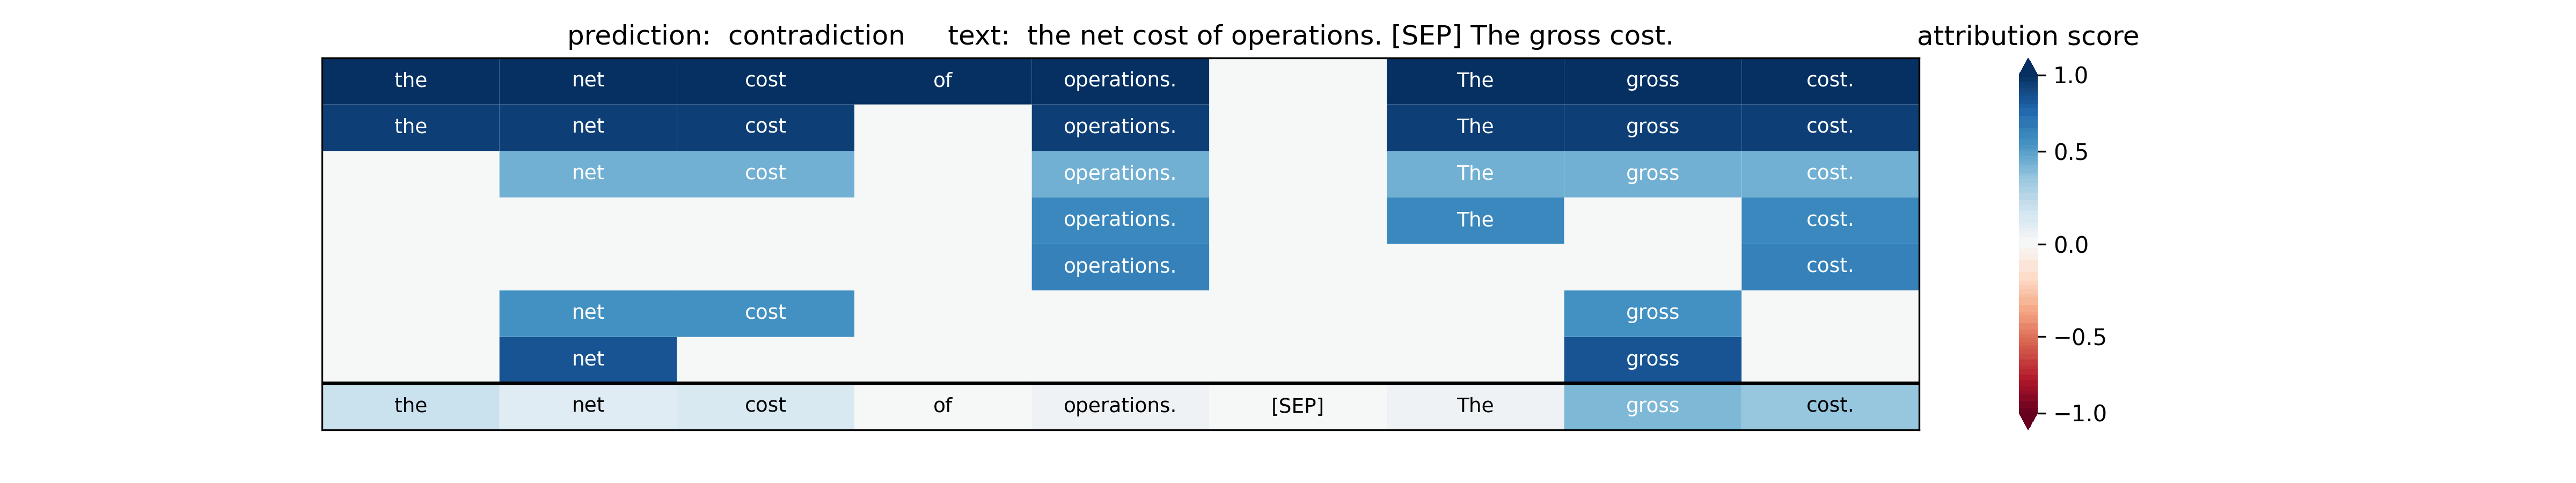 prediction:  contradiction     text:  the net cost of operations. [SEP] The gross cost.
attribution score
the net cost of operations. The gross cost.
the net cost operations. The gross cost.
net cost operations. The gross cost.
operations. The cost.
operations. cost.
net cost gross
net gross
the net cost of operations. [SEP] The gross cost.
1.0
0.5
0.0
−0.5
−1.0